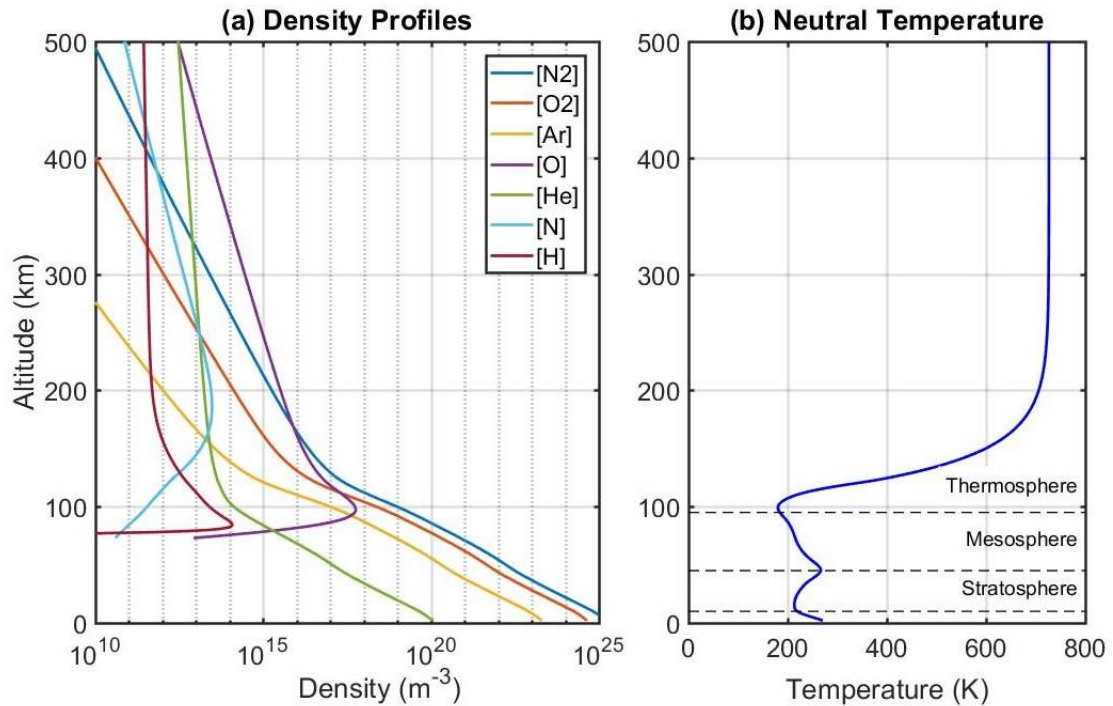 (a) Density Profiles
500
400
300
200
100
0
Altitude (km)
10^10
10^15
10^20
10^25
Density (m^-3)
[N2]
[O2]
[Ar]
[O]
[He]
[N]
[H]
(b) Neutral Temperature
500
400
300
200
100
0
Thermosphere
Mesosphere
Stratosphere
0
200
400
600
800
Temperature (K)